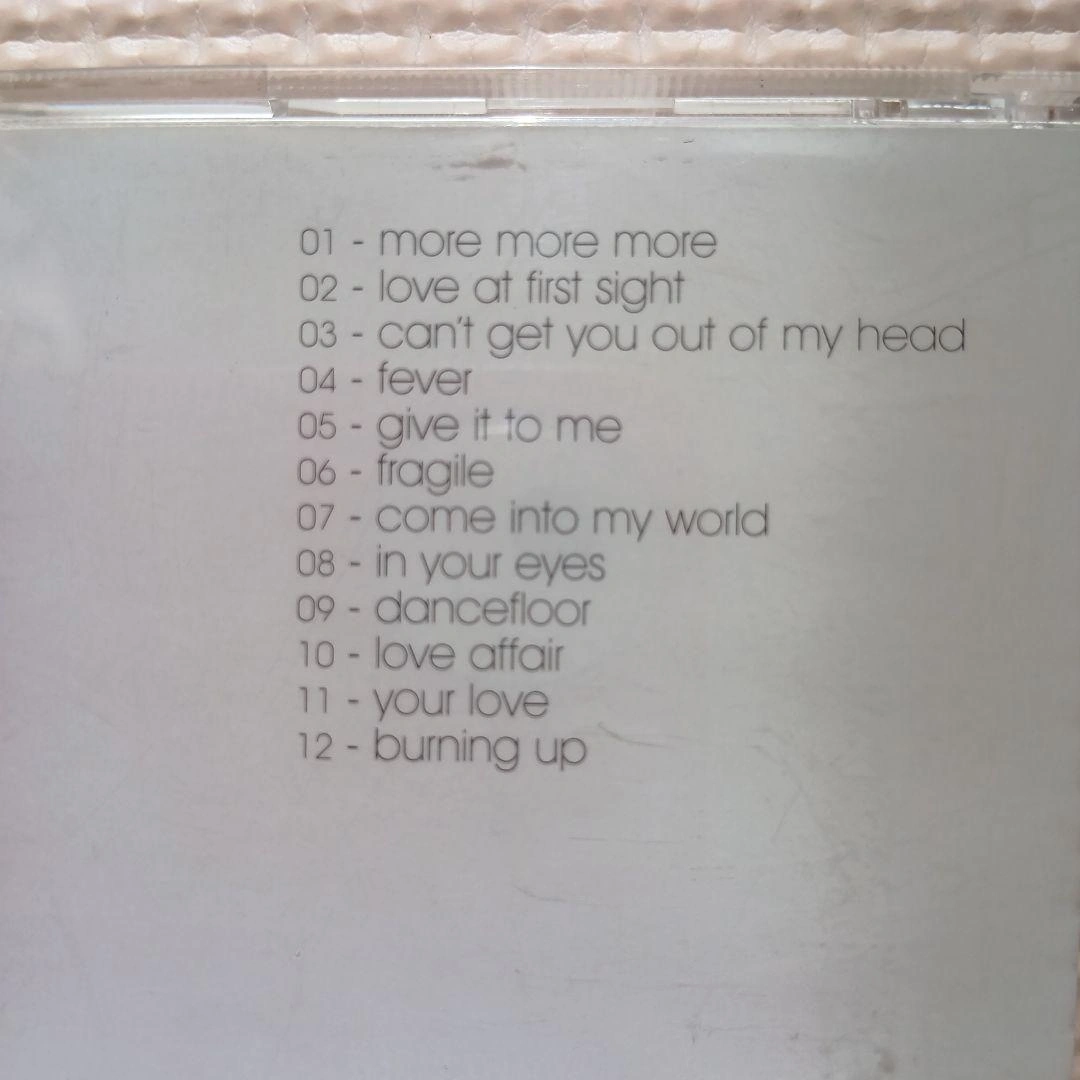 01 - more more more
02 - love at first sight
03 - can't get you out of my head
04 - fever
05 - give it to me
06 - fragile
07 - come into my world
08 - in your eyes
09 - dancefloor
10 - love affair
11 - your love
12 - burning up